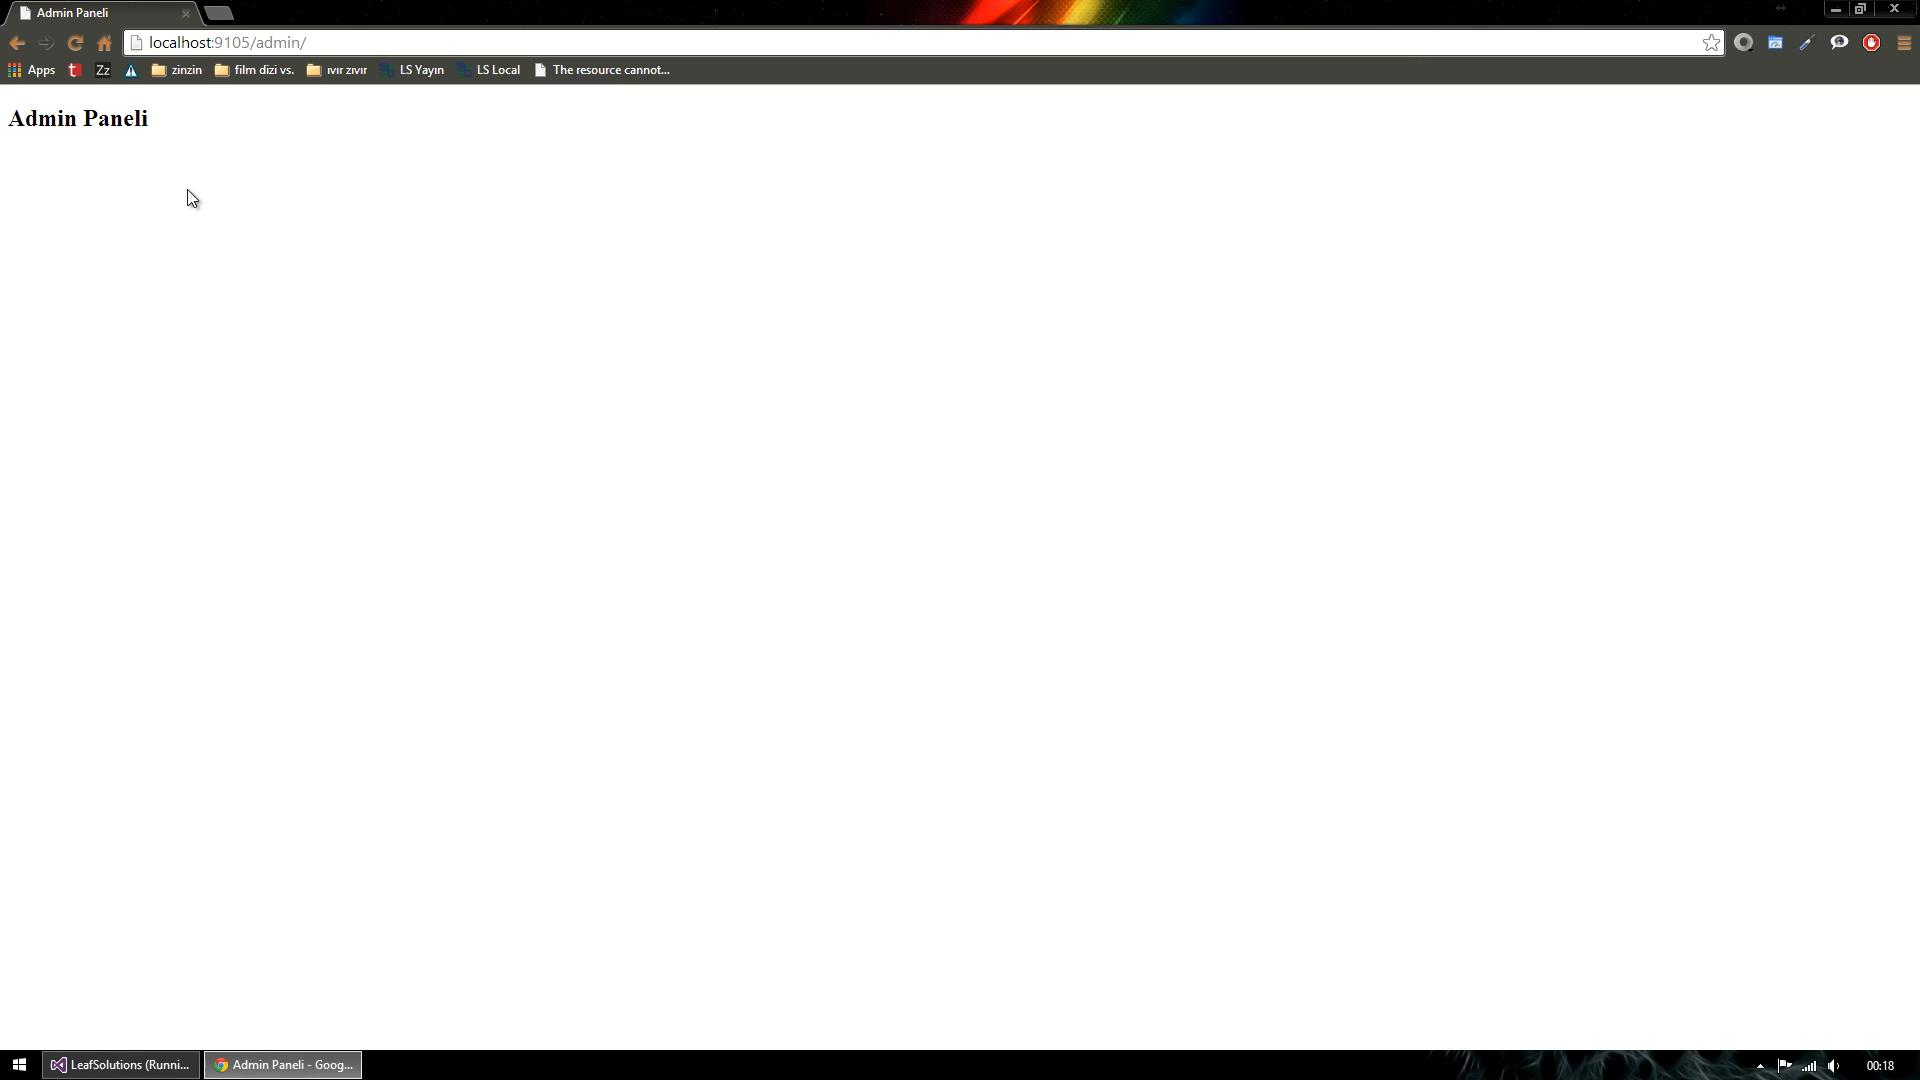 Admin Paneli
localhost:9105/admin/
Apps t Zz zinzin film dizi vs. ıvır zıvır LS Yayın LS Local The resource cannot...
Admin Paneli
LeafSolutions (Runni... Admin Paneli - Goog... 00:18